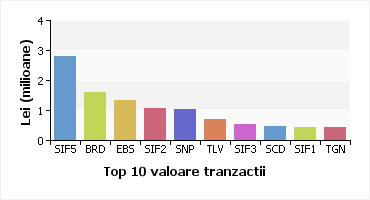 Lei (milioane)
4
3
2
1
0
SIF5 BRD EBS SIF2 SNP TLV SIF3 SCD SIF1 TGN
Top 10 valoare tranzactii